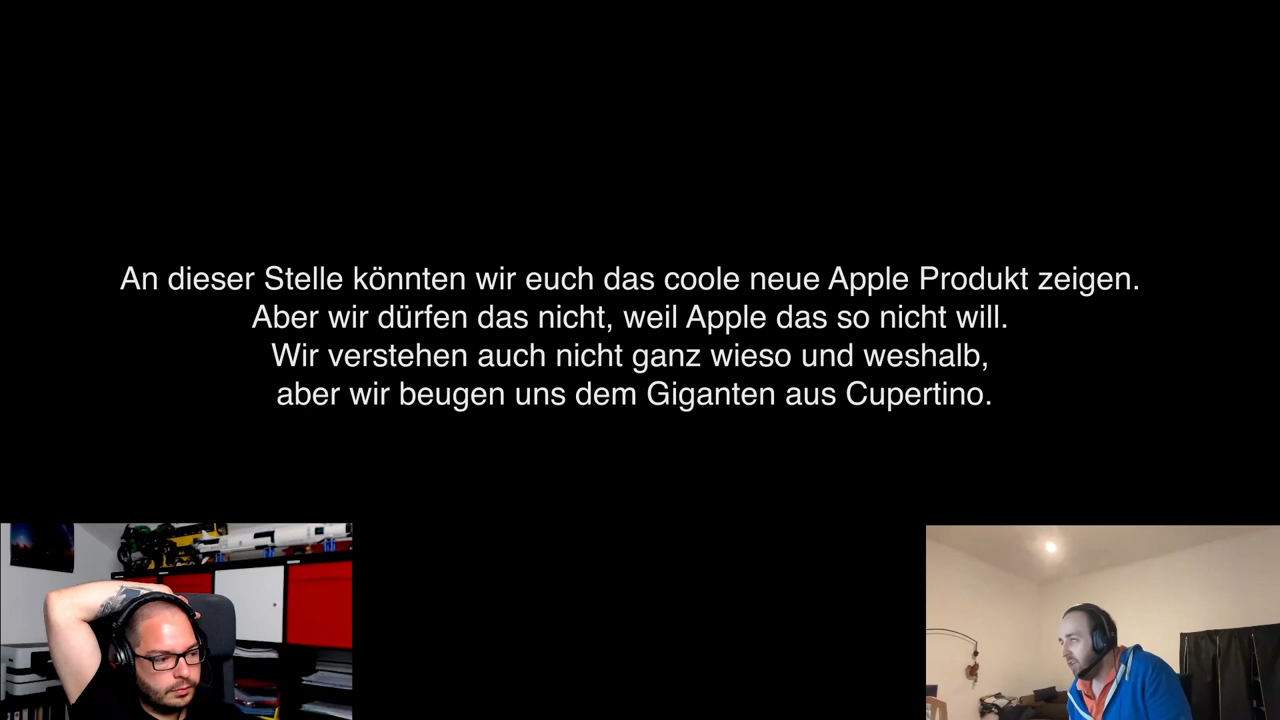 An dieser Stelle könnten wir euch das coole neue Apple Produkt zeigen.
Aber wir dürfen das nicht, weil Apple das so nicht will.
Wir verstehen auch nicht ganz wieso und weshalb,
aber wir beugen uns dem Giganten aus Cupertino.